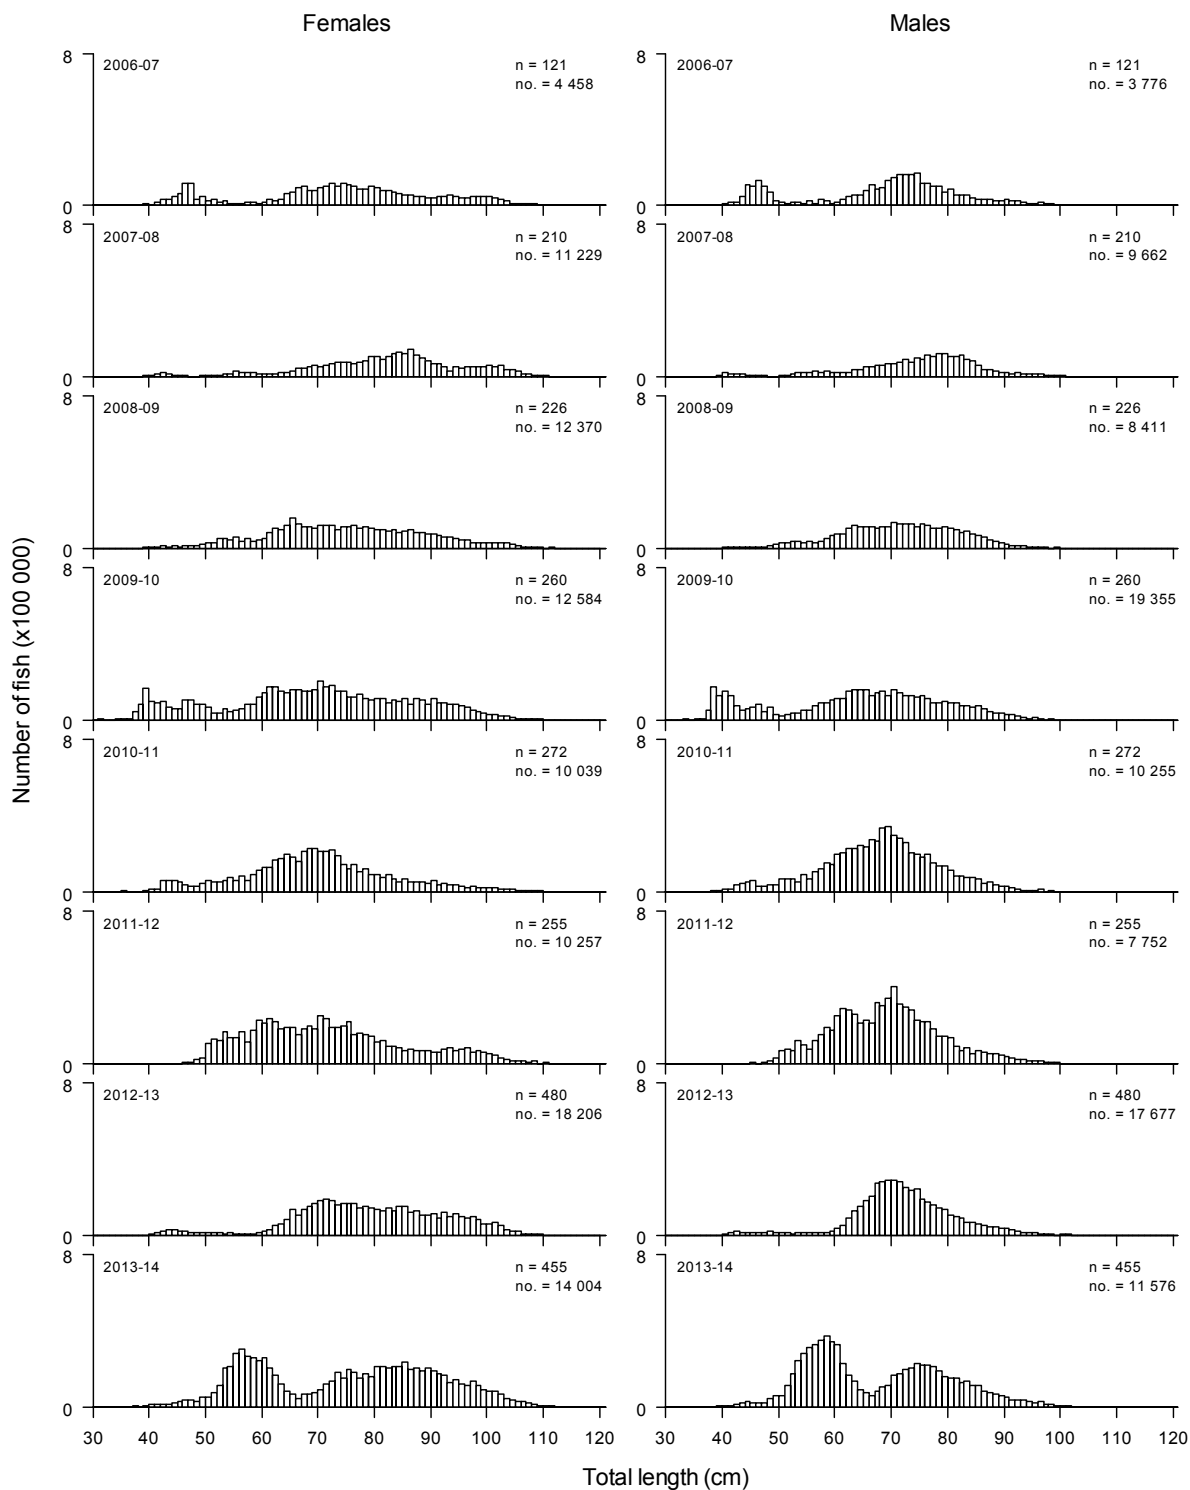 Females Males
8 2006-07 n = 121 8 2006-07 n = 121
no. = 4 458 no. = 3 776
0 0
8 2007-08 n = 210 8 2007-08 n = 210
no. = 11 229 no. = 9 662
0 0
8 2008-09 n = 226 8 2008-09 n = 226
no. = 12 370 no. = 8 411
0 0
8 2009-10 n = 260 8 2009-10 n = 260
no. = 12 584 no. = 19 355
0 0
Number of fish (x100 000)
8 2010-11 n = 272 8 2010-11 n = 272
no. = 10 039 no. = 10 255
0 0
8 2011-12 n = 255 8 2011-12 n = 255
no. = 10 257 no. = 7 752
0 0
8 2012-13 n = 480 8 2012-13 n = 480
no. = 18 206 no. = 17 677
0 0
8 2013-14 n = 455 8 2013-14 n = 455
no. = 14 004 no. = 11 576
0 0
30 40 50 60 70 80 90 100 110 120 30 40 50 60 70 80 90 100 110 120
Total length (cm)